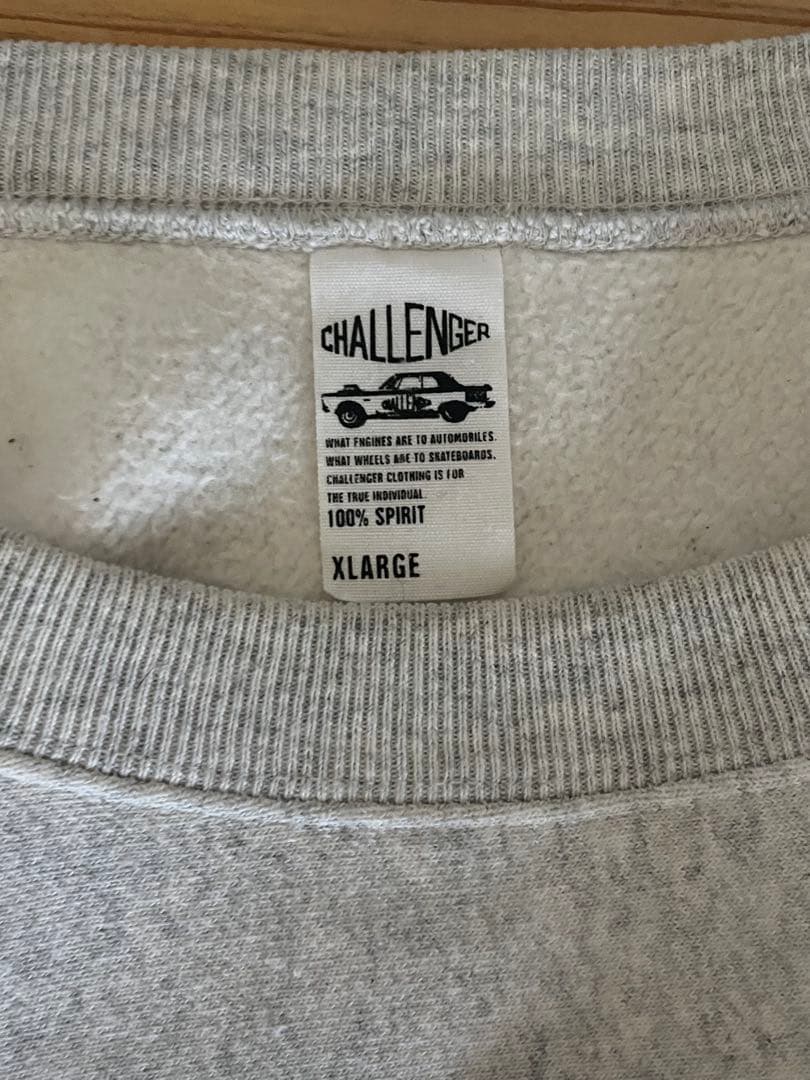 CHALLENGER
WHAT ENGINES ARE TO AUTOMOBILES.
WHAT WHEELS ARE TO SKATEBOARDS.
CHALLENGER CLOTHING IS FOR
THE TRUE INDIVIDUAL
100% SPIRIT
XLARGE